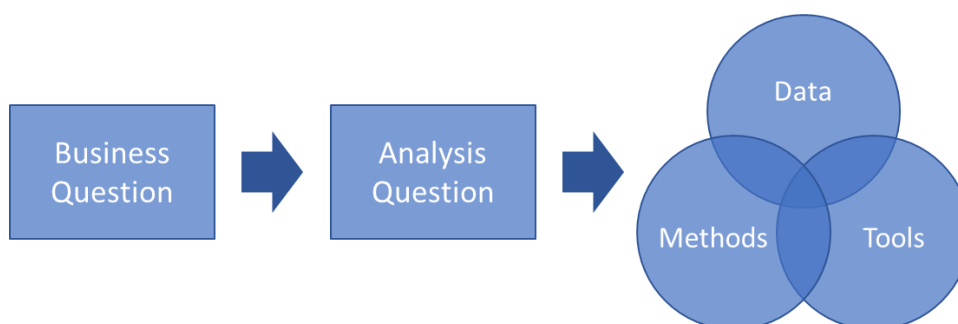 Business
Question
Analysis
Question
Data
Methods
Tools